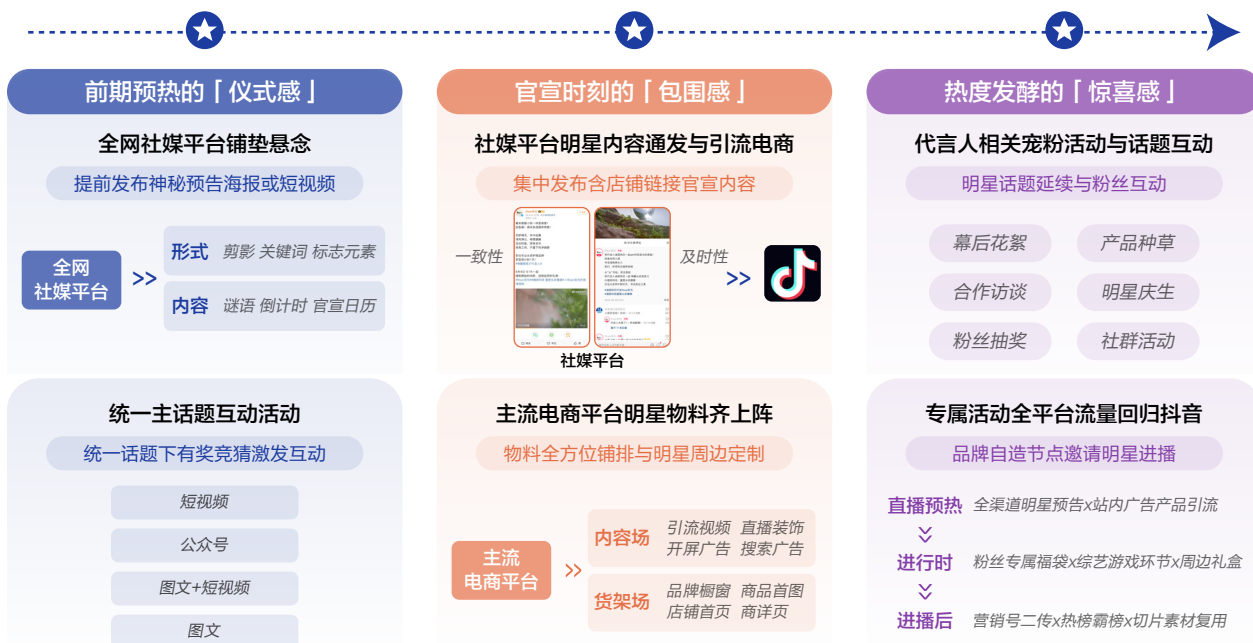 前期预热的「仪式感」
全网社媒平台铺垫悬念
提前发布神秘预告海报或短视频
全网
社媒平台
形式 剪影 关键词 标志元素
内容 谜语 倒计时 官宣日历
统一主话题互动活动
统一话题下有奖竞猜激发互动
短视频
公众号
图文+短视频
图文
官宣时刻的「包围感」
社媒平台明星内容通发与引流电商
集中发布含店铺链接官宣内容
一致性
及时性
社媒平台
主流电商平台明星物料齐上阵
物料全方位铺排与明星周边定制
主流
电商平台
内容场
引流视频 直播装饰
开屏广告 搜索广告
货架场
品牌橱窗 商品首图
店铺首页 商详页
热度发酵的「惊喜感」
代言人相关宠粉活动与话题互动
明星话题延续与粉丝互动
幕后花絮 产品种草
合作访谈 明星庆生
粉丝抽奖 社群活动
专属活动全平台流量回归抖音
品牌自造节点邀请明星进播
直播预热 全渠道明星预告x站内广告产品引流
进行时 粉丝专属福袋x综艺游戏环节x周边礼盒
进播后 营销号二传x热榜霸榜x切片素材复用